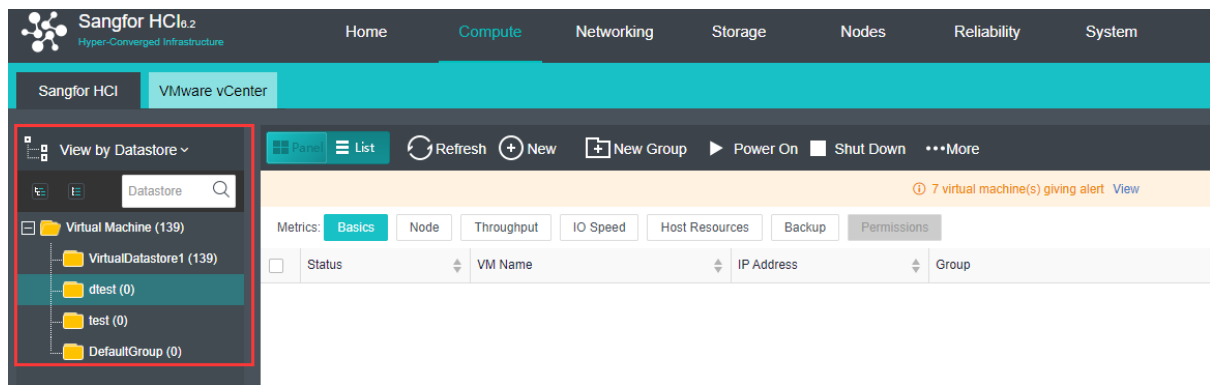 Sangfor HCI6.2
Hyper-Converged Infrastructure
Home Compute Networking Storage Nodes Reliability System
Sangfor HCI VMware vCenter
View by Datastore
Panel List Refresh New New Group Power On Shut Down •••More
Datastore
7 virtual machine(s) giving alert View
Virtual Machine (139)
Metrics: Basics Node Throughput IO Speed Host Resources Backup Permissions
VirtualDatastore1 (139)
Status VM Name IP Address Group
dtest (0)
test (0)
DefaultGroup (0)